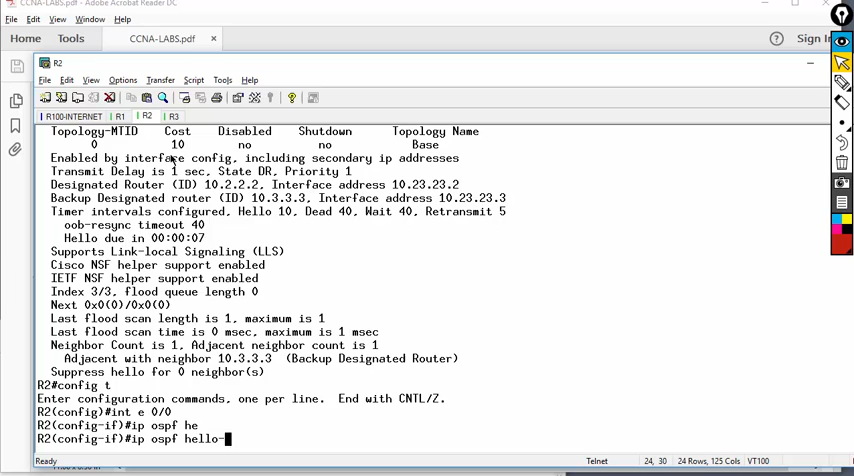 CCNA-LABS.pdf - Adobe Acrobat Reader DC
File Edit View Window Help
Home Tools CCNA-LABS.pdf × ? Sign In
R2
File Edit View Options Transfer Script Tools Help
R100-INTERNET R1 R2 R3
Topology-MTID Cost Disabled Shutdown Topology Name
0 10 no no Base
Enabled by interface config, including secondary ip addresses
Transmit Delay is 1 sec, State DR, Priority 1
Designated Router (ID) 10.2.2.2, Interface address 10.23.23.2
Backup Designated router (ID) 10.3.3.3, Interface address 10.23.23.3
Timer intervals configured, Hello 10, Dead 40, Wait 40, Retransmit 5
oob-resync timeout 40
Hello due in 00:00:07
Supports Link-local Signaling (LLS)
Cisco NSF helper support enabled
IETF NSF helper support enabled
Index 3/3, flood queue length 0
Next 0x0(0)/0x0(0)
Last flood scan length is 1, maximum is 1
Last flood scan time is 0 msec, maximum is 1 msec
Neighbor Count is 1, Adjacent neighbor count is 1
Adjacent with neighbor 10.3.3.3 (Backup Designated Router)
Suppress hello for 0 neighbor(s)
R2#config t
Enter configuration commands, one per line. End with CNTL/Z.
R2(config)#int e 0/0
R2(config-if)#ip ospf he
R2(config-if)#ip ospf hello-
Ready Telnet 24, 30 24 Rows, 125 Cols VT100